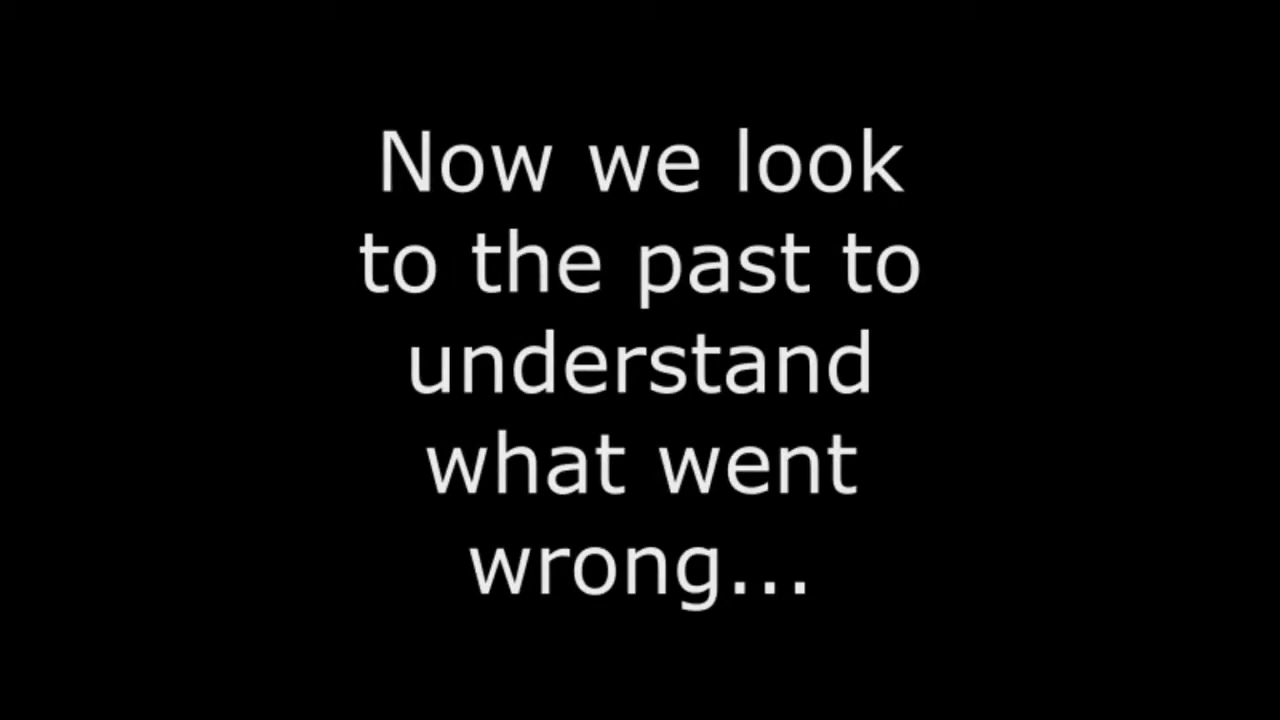 Now we look
to the past to
understand
what went
wrong...